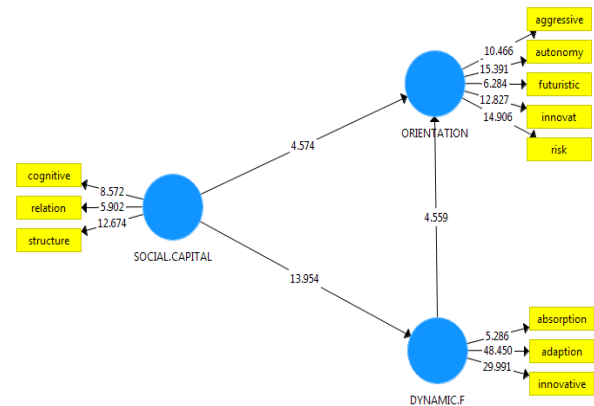 aggressive
10.466
autonomy
15.391
6.284
futuristic
12.827
innovat
14.906
ORIENTATION
risk
4.574
cognitive
8.572
relation
5.902
12.674
structure
4.559
SOCIAL.CAPITAL
13.954
absorption
5.286
48.450
adaption
29.991
innovative
DYNAMIC.F